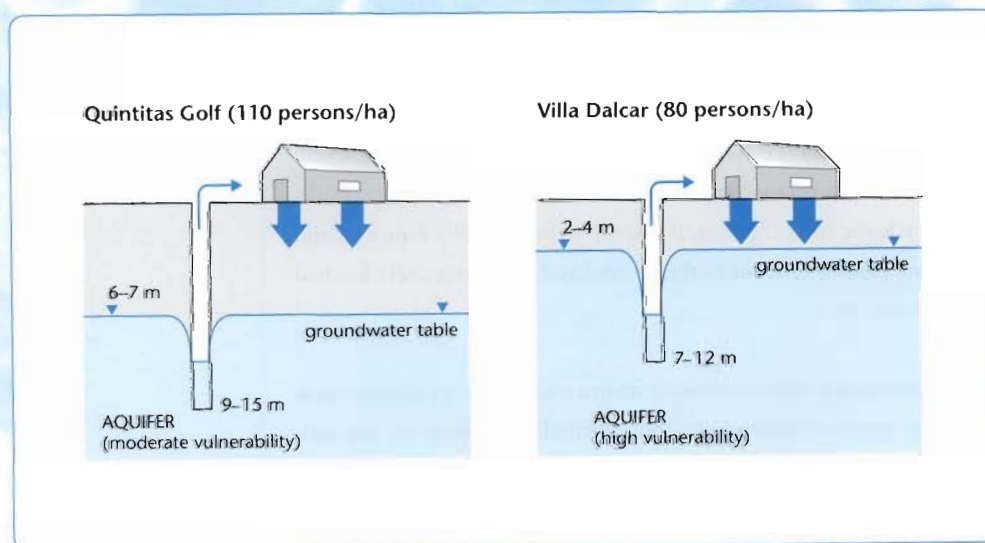 Quintitas Golf (110 persons/ha)
6–7 m
groundwater table
9–15 m
AQUIFER
(moderate vulnerability)
Villa Dalcar (80 persons/ha)
2–4 m
groundwater table
7–12 m
AQUIFER
(high vulnerability)